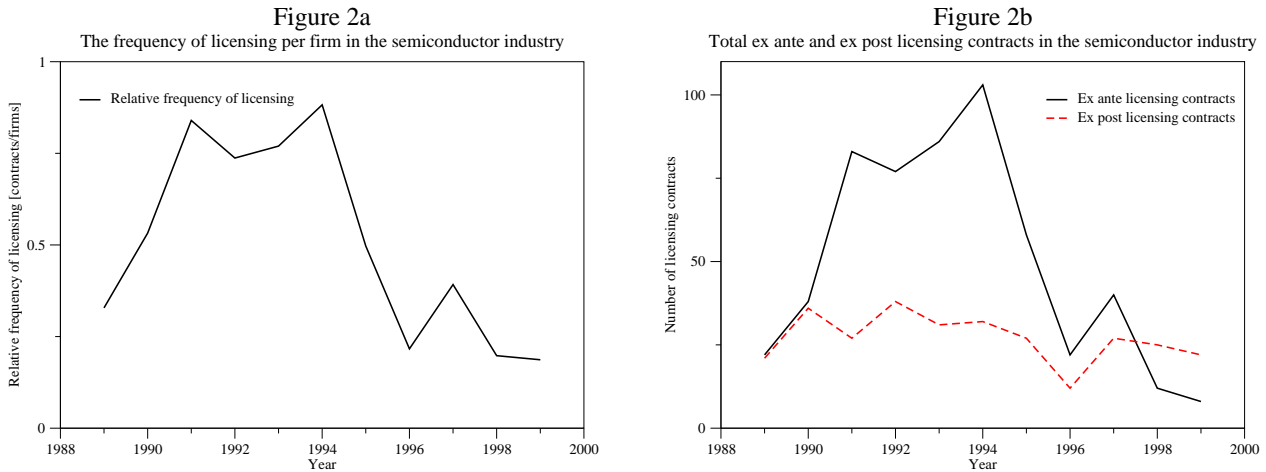 Figure 2a
The frequency of licensing per firm in the semiconductor industry
Relative frequency of licensing [contracts/firms]
1
0.5
0
Relative frequency of licensing
1988 1990 1992 1994 1996 1998 2000
Year
Figure 2b
Total ex ante and ex post licensing contracts in the semiconductor industry
Number of licensing contracts
100
50
0
Ex ante licensing contracts
Ex post licensing contracts
1988 1990 1992 1994 1996 1998 2000
Year